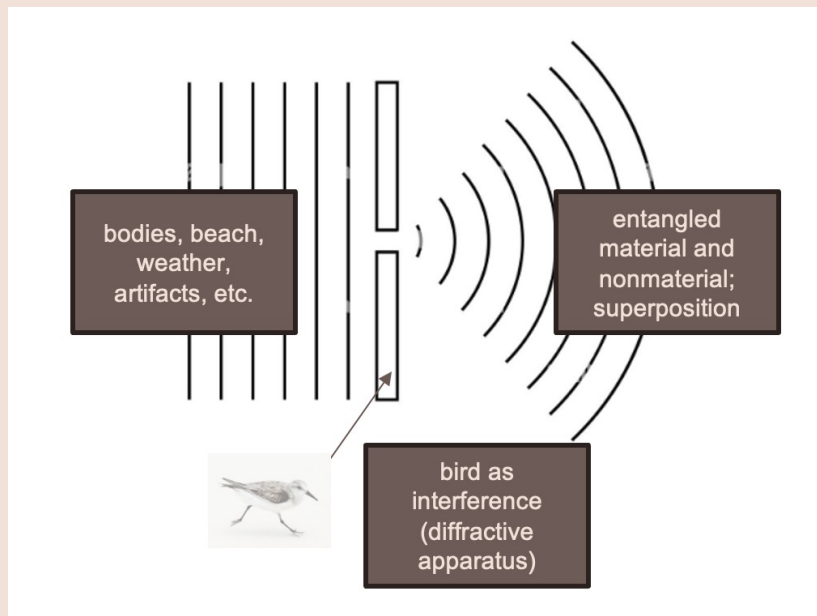 bodies, beach,
weather,
artifacts, etc.
entangled
material and
nonmaterial;
superposition
bird as
interference
(diffractive
apparatus)